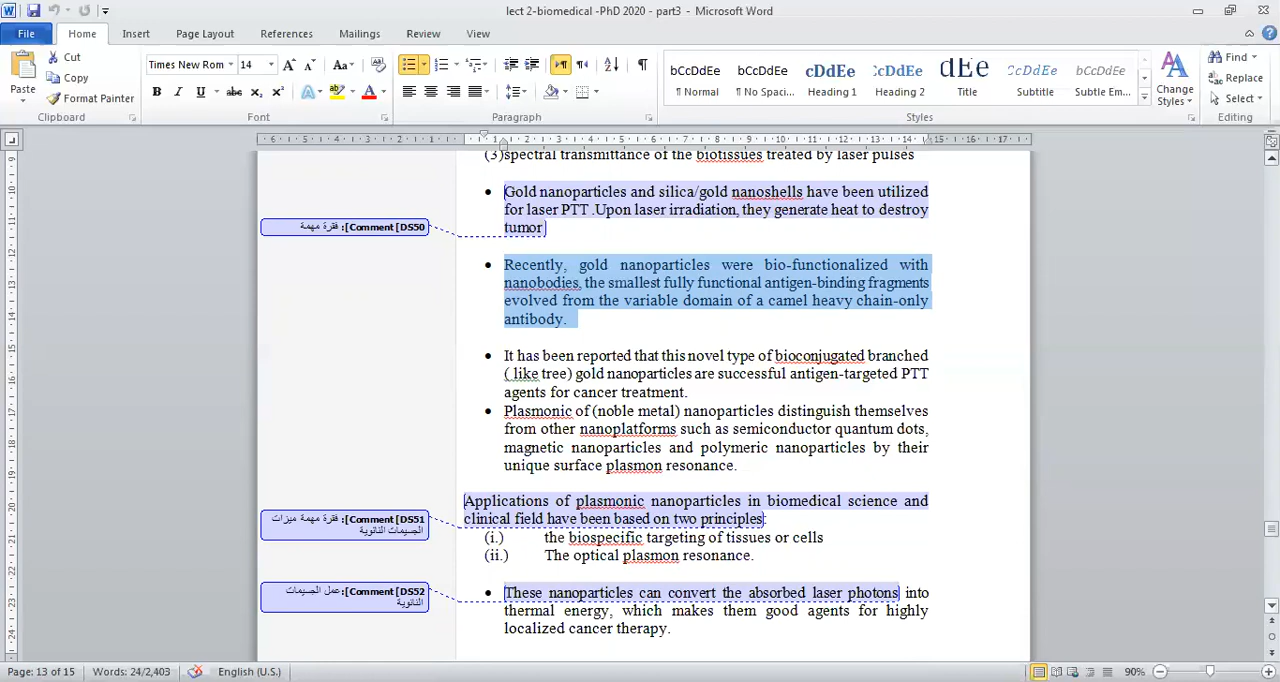 lect 2-biomedical -PhD 2020 - part3 - Microsoft Word
File Home Insert Page Layout References Mailings Review View
Cut
Copy
Format Painter
Paste
Clipboard
Times New Rom 14
Font
Paragraph
bCcDdEe bCcDdEe cDdEe :cDdEe dEe CcDdEe bCcDdEe
¶ Normal ¶ No Spaci... Heading 1 Heading 2 Title Subtitle Subtle Em...
Change
Styles
Styles
Find
Replace
Select
Editing
(3)spectral transmittance of the biotissues treated by laser pulses
Gold nanoparticles and silica/gold nanoshells have been utilized
for laser PTT .Upon laser irradiation, they generate heat to destroy
tumor
Comment [DS50]: فقرة مهمة
Recently, gold nanoparticles were bio-functionalized with
nanobodies, the smallest fully functional antigen-binding fragments
evolved from the variable domain of a camel heavy chain-only
antibody.
It has been reported that this novel type of bioconjugated branched
( like tree) gold nanoparticles are successful antigen-targeted PTT
agents for cancer treatment.
Plasmonic of (noble metal) nanoparticles distinguish themselves
from other nanoplatforms such as semiconductor quantum dots,
magnetic nanoparticles and polymeric nanoparticles by their
unique surface plasmon resonance.
Applications of plasmonic nanoparticles in biomedical science and
clinical field have been based on two principles:
Comment [DS51]: فقرة مهمة ميزات
الجسيمات النانوية
(i.) the biospecific targeting of tissues or cells
(ii.) The optical plasmon resonance.
These nanoparticles can convert the absorbed laser photons into
thermal energy, which makes them good agents for highly
localized cancer therapy.
Comment [DS52]: عمل الجسيمات
النانوية
Page: 13 of 15 Words: 24/2,403 English (U.S.) 90%